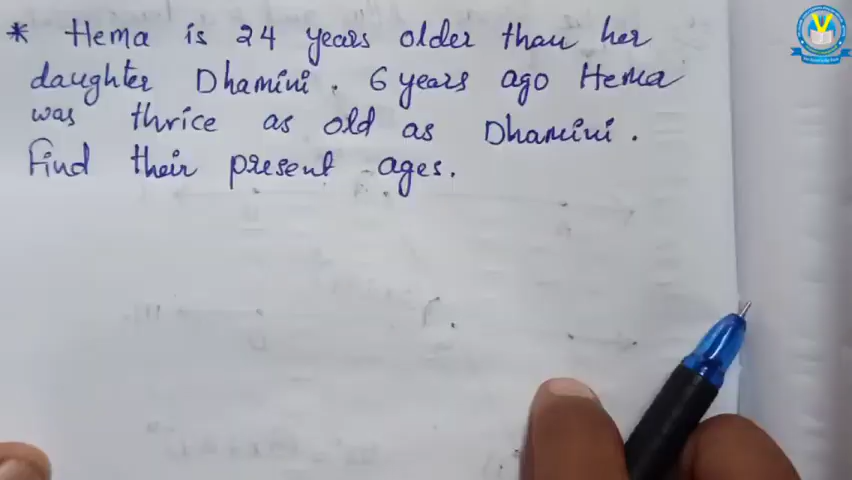 * Hema is 24 years older than her
daughter Dhamini. 6 years ago Hema
was thrice as old as Dhamini.
Find their present ages.